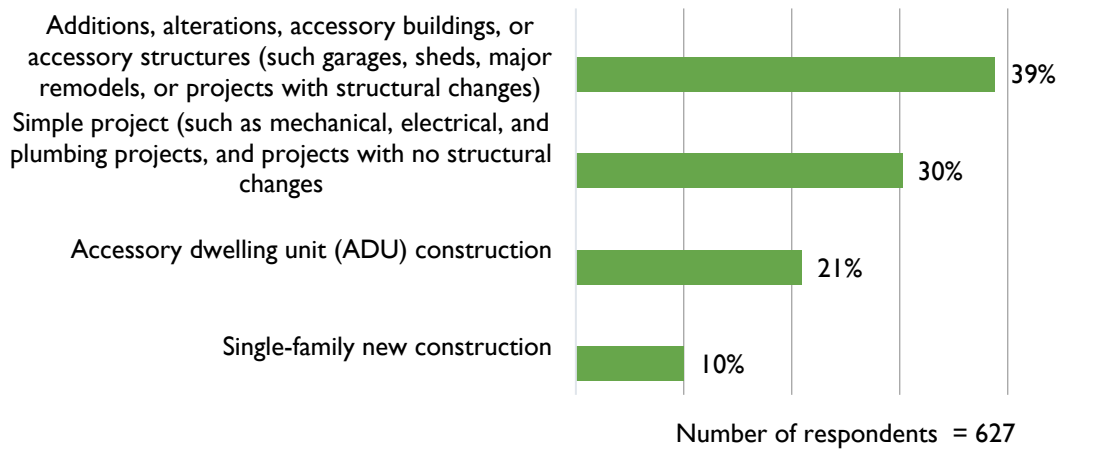 Additions, alterations, accessory buildings, or
accessory structures (such garages, sheds, major
remodels, or projects with structural changes)
39%
Simple project (such as mechanical, electrical, and
plumbing projects, and projects with no structural
changes
30%
Accessory dwelling unit (ADU) construction
21%
Single-family new construction
10%
Number of respondents = 627